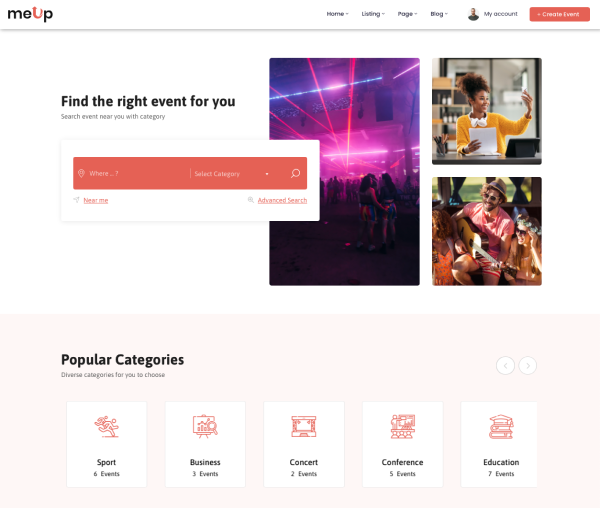 meUp
Home Listing Page Blog My account + Create Event
Find the right event for you
Search event near you with category
Where ... ? Select Category
Near me Advanced Search
Popular Categories
Diverse categories for you to choose
Sport Business Concert Conference Education
6 Events 3 Events 2 Events 5 Events 7 Events